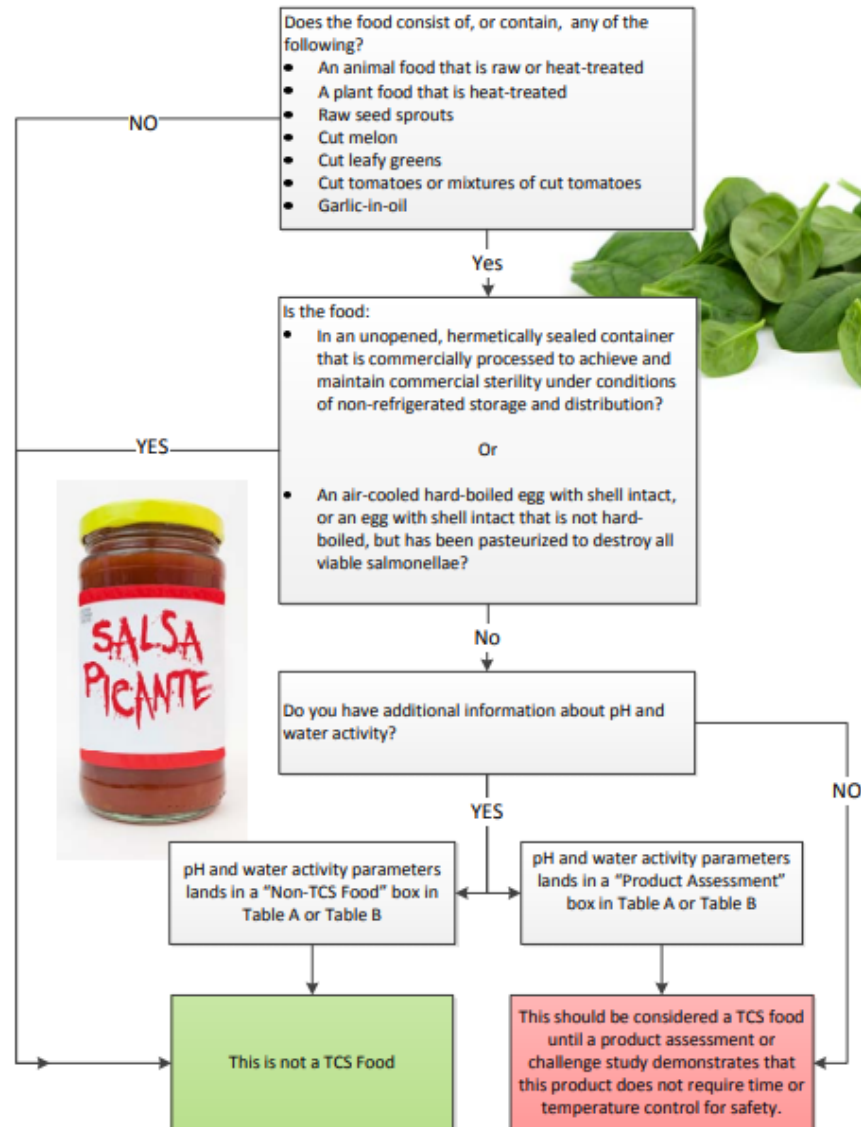 Does the food consist of, or contain, any of the
following?
• An animal food that is raw or heat-treated
• A plant food that is heat-treated
• Raw seed sprouts
• Cut melon
• Cut leafy greens
• Cut tomatoes or mixtures of cut tomatoes
• Garlic-in-oil
NO
Yes
Is the food:
• In an unopened, hermetically sealed container
that is commercially processed to achieve and
maintain commercial sterility under conditions
of non-refrigerated storage and distribution?
Or
• An air-cooled hard-boiled egg with shell intact,
or an egg with shell intact that is not hard-
boiled, but has been pasteurized to destroy all
viable salmonellae?
YES
SALSA
PICANTE
No
Do you have additional information about pH and
water activity?
NO
YES
pH and water activity parameters
lands in a “Non-TCS Food” box in
Table A or Table B
pH and water activity parameters
lands in a “Product Assessment”
box in Table A or Table B
This is not a TCS Food
This should be considered a TCS food
until a product assessment or
challenge study demonstrates that
this product does not require time or
temperature control for safety.